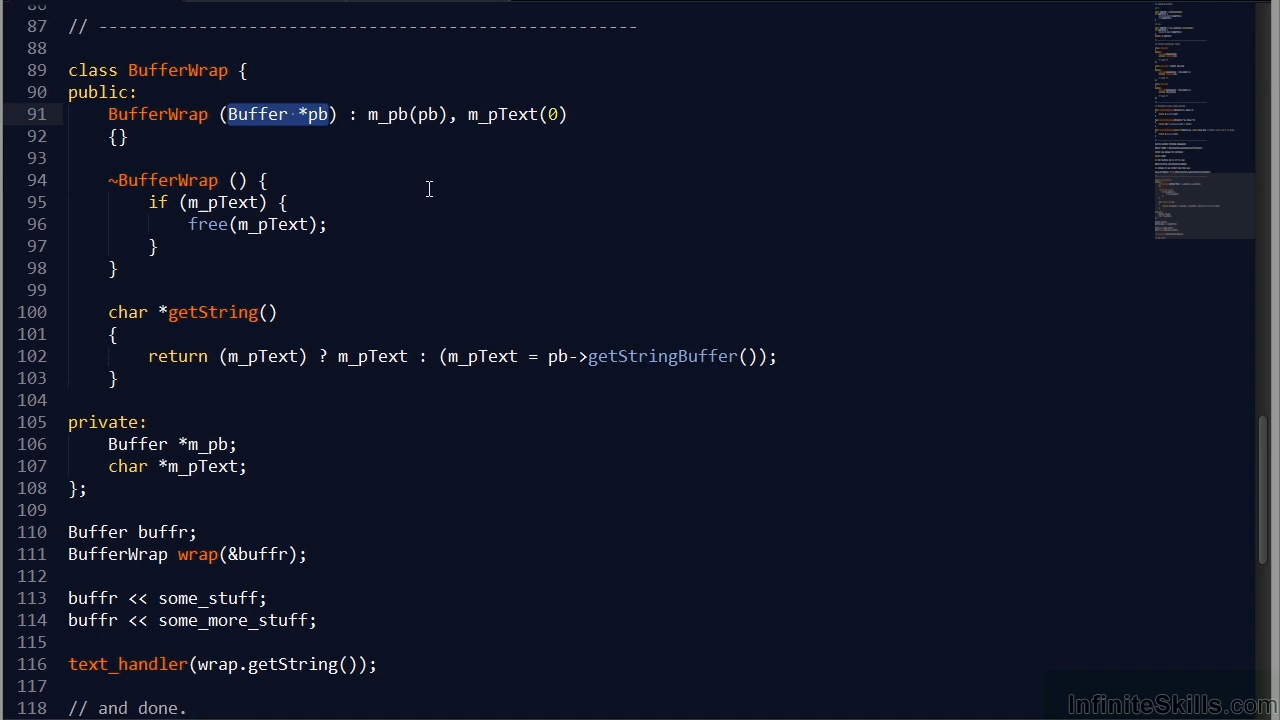 86
87 // ----------------------------------------------------
88
89 class BufferWrap {
90 public:
91 BufferWrap (Buffer *pb) : m_pb(pb), m_pText(0)
92 {}
93
94 ~BufferWrap () {
95 if (m_pText) {
96 free(m_pText);
97 }
98 }
99
100 char *getString()
101 {
102 return (m_pText) ? m_pText : (m_pText = pb->getStringBuffer());
103 }
104
105 private:
106 Buffer *m_pb;
107 char *m_pText;
108 };
109
110 Buffer buffr;
111 BufferWrap wrap(&buffr);
112
113 buffr << some_stuff;
114 buffr << some_more_stuff;
115
116 text_handler(wrap.getString());
117
118 // and done.
InfiniteSkills.com